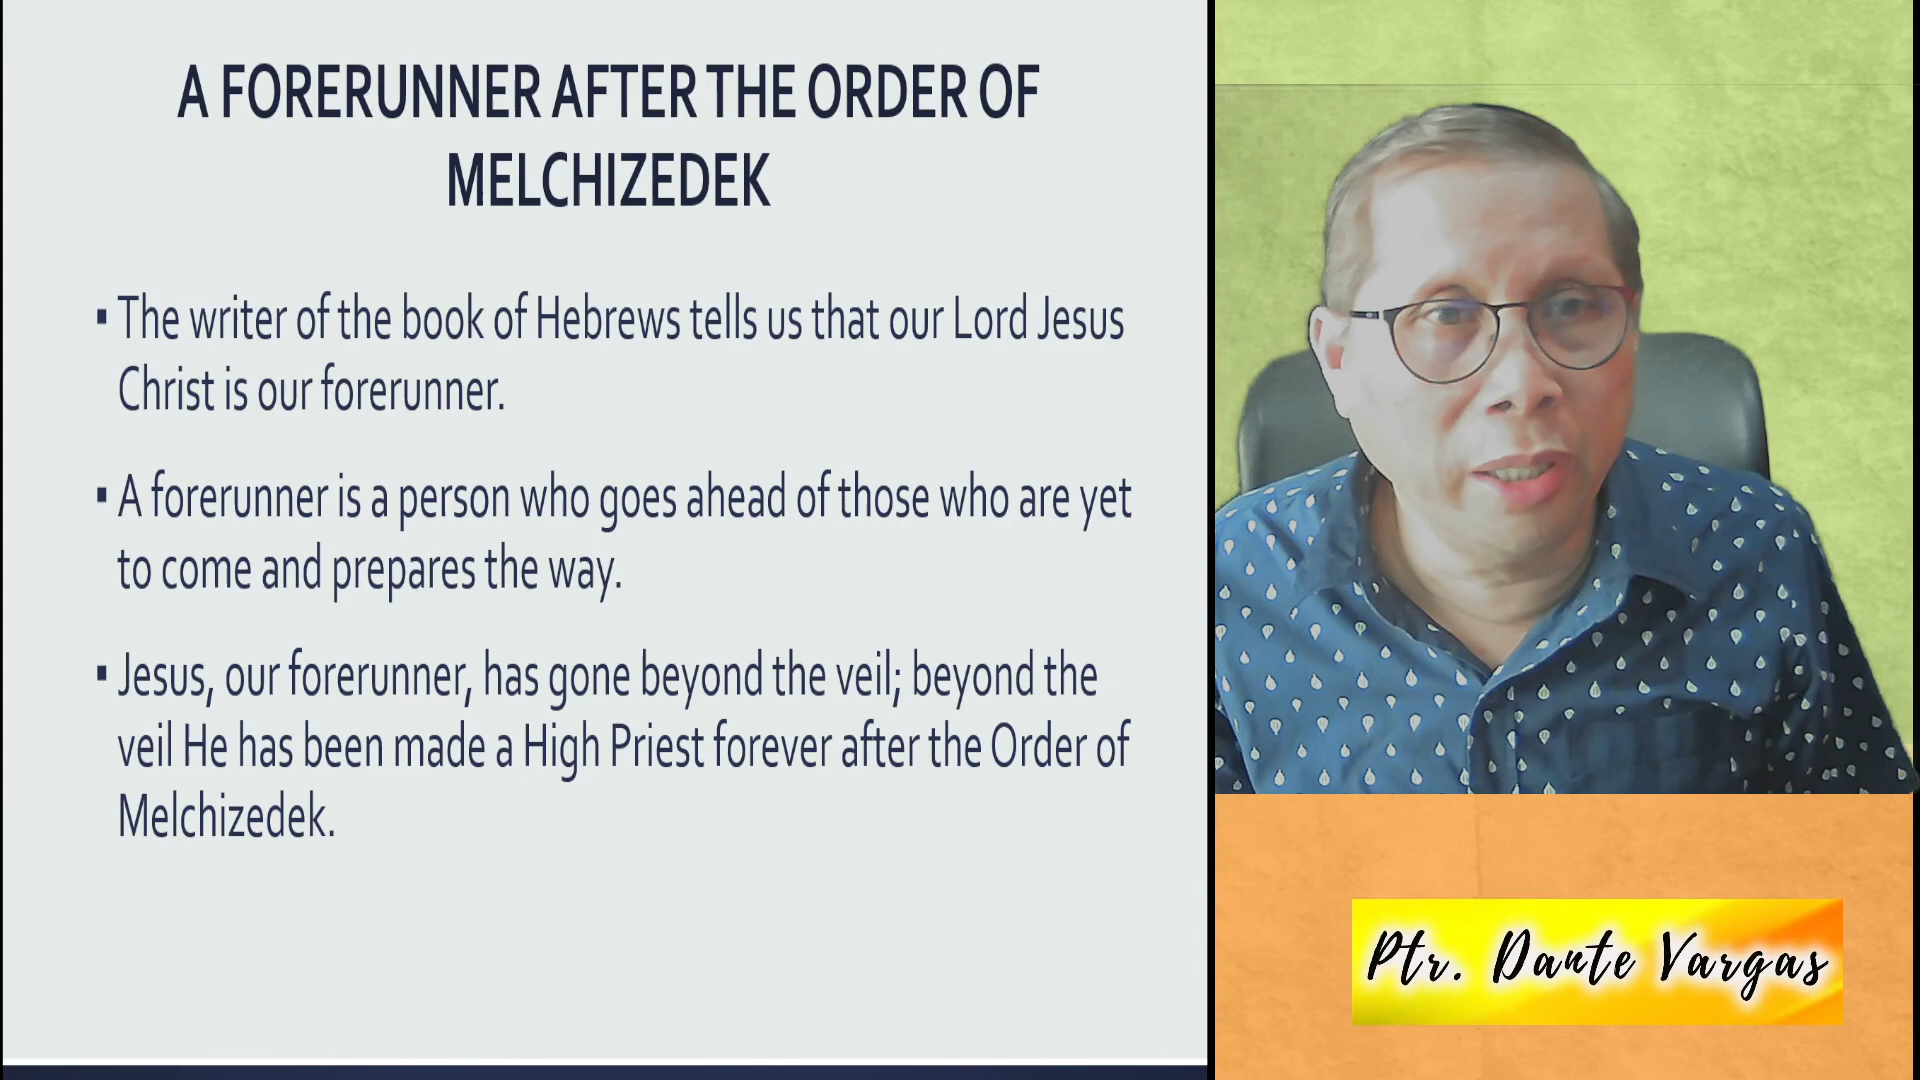 A FORERUNNER AFTER THE ORDER OF
MELCHIZEDEK
▪ The writer of the book of Hebrews tells us that our Lord Jesus
Christ is our forerunner.
▪ A forerunner is a person who goes ahead of those who are yet
to come and prepares the way.
▪ Jesus, our forerunner, has gone beyond the veil; beyond the
veil He has been made a High Priest forever after the Order of
Melchizedek.
Ptr. Dante Vargas